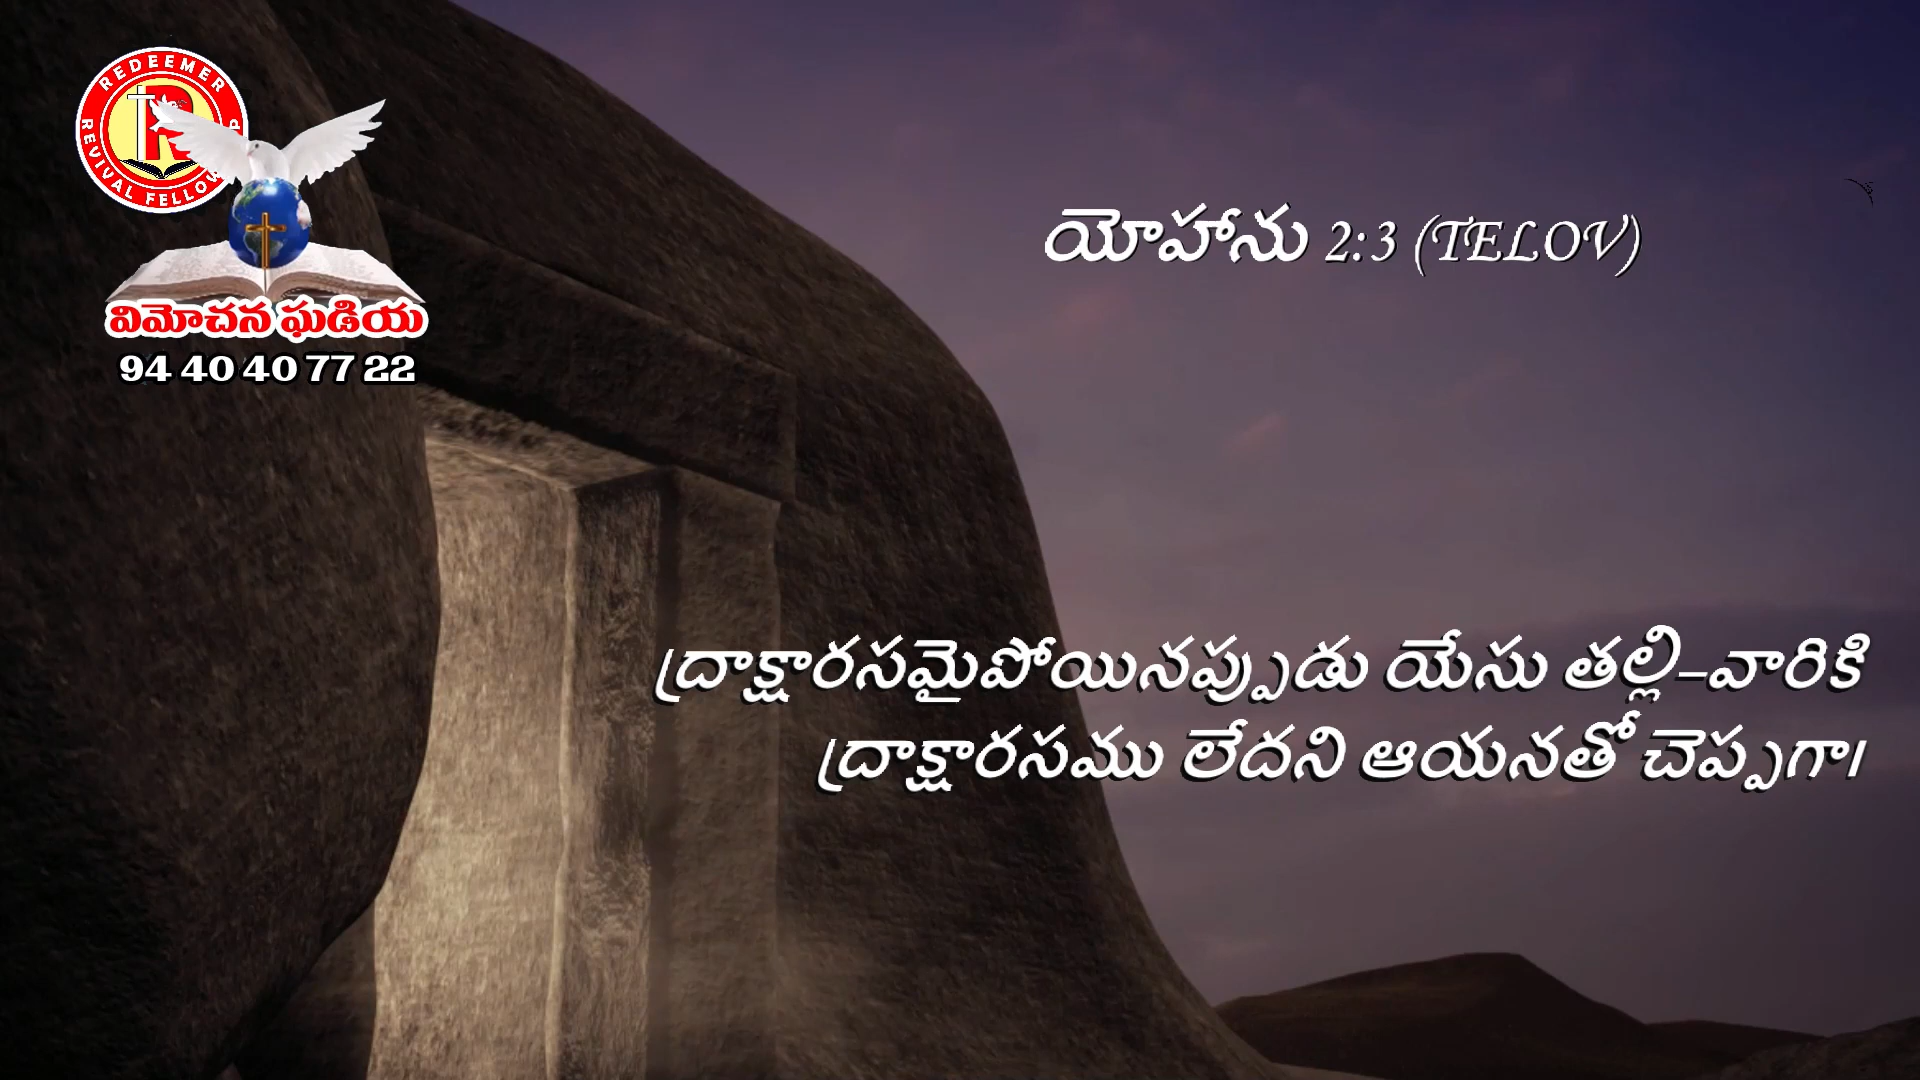 REDEEMER
REVIVAL FELLOW
విమోచన ఘడియ
94 40 40 77 22
యోహాను 2:3 (TELOV)
ద్రాక్షారసమైపోయినప్పుడు యేసు తల్లి–వారికి
ద్రాక్షారసము లేదని ఆయనతో చెప్పగా।